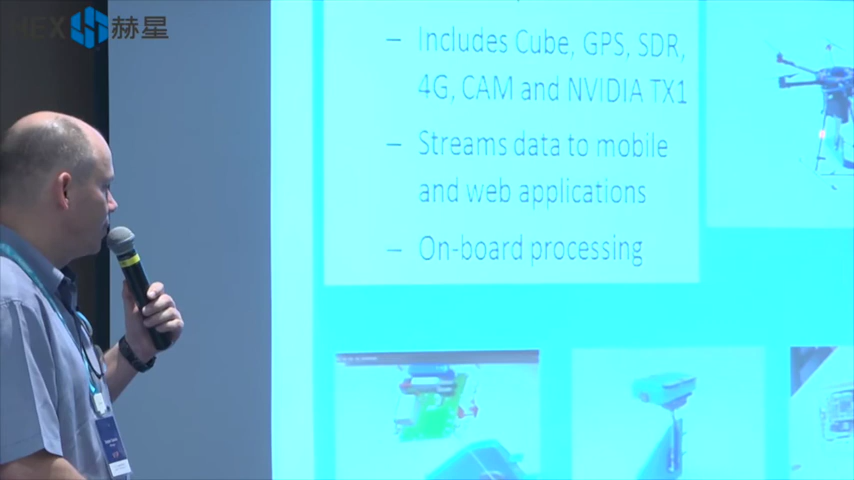 HEX 赫星
– Includes Cube, GPS, SDR,
4G, CAM and NVIDIA TX1
– Streams data to mobile
and web applications
– On-board processing